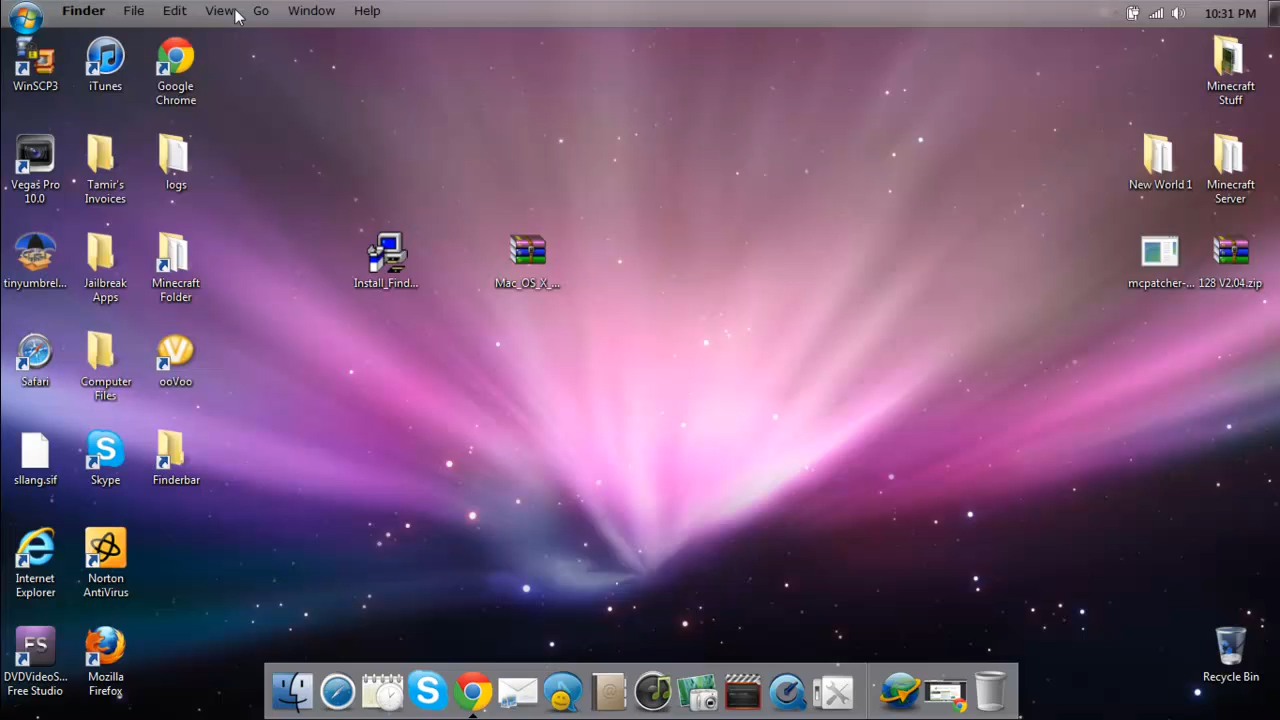 Finder File Edit View Go Window Help 10:31 PM
WinSCP3
iTunes
Google
Chrome
Minecraft
Stuff
Vegas Pro
10.0
Tamir's
Invoices
logs
New World 1
Minecraft
Server
tinyumbrel...
Jailbreak
Apps
Minecraft
Folder
Install_Find...
Mac_OS_X_...
mcpatcher-...
128 V2.04.zip
Safari
Computer
Files
ooVoo
sllang.sif
Skype
Finderbar
Internet
Explorer
Norton
AntiVirus
FS
DVDVideoS...
Free Studio
Mozilla
Firefox
Recycle Bin